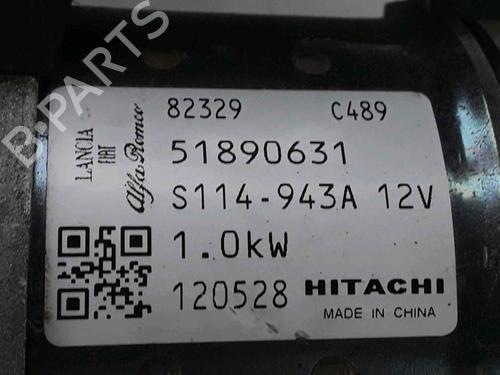 82329 C489
LANCIA
FIAT
Alfa Romeo
51890631
S114-943A 12V
1.0kW
120528 HITACHI
MADE IN CHINA
B-PARTS